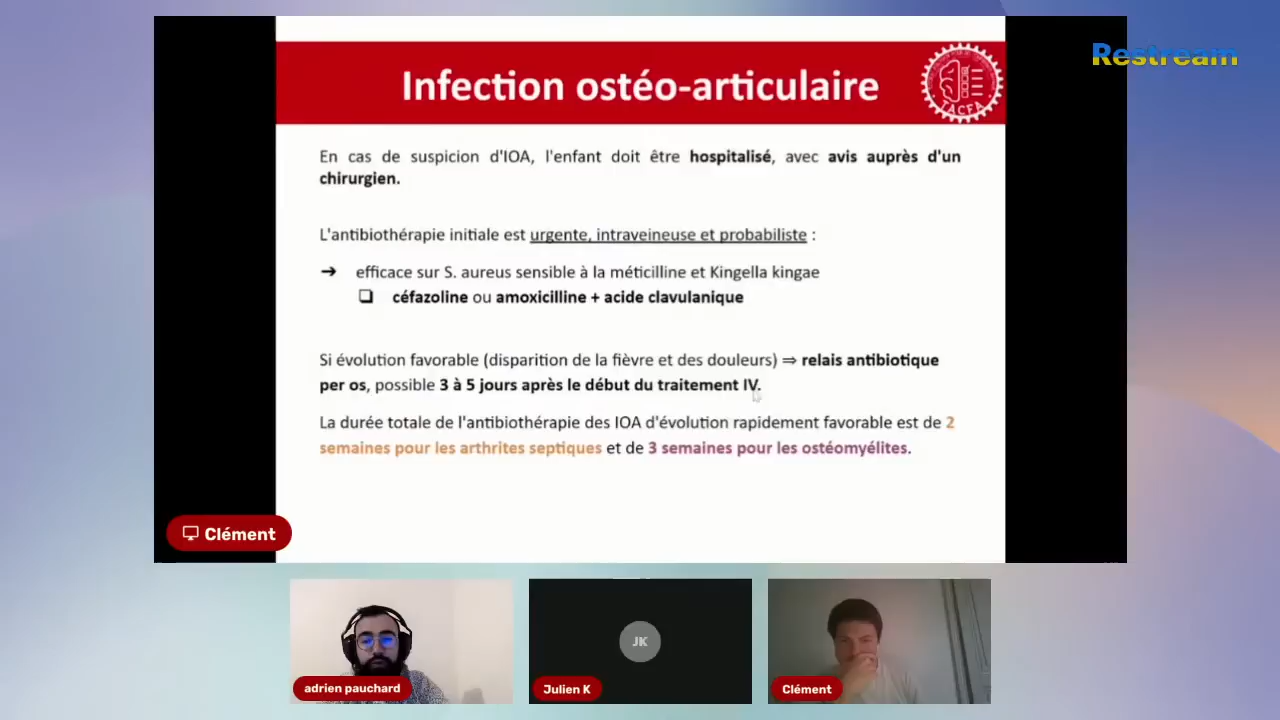 Restream
Infection ostéo-articulaire
TACFA
En cas de suspicion d'IOA, l'enfant doit être hospitalisé, avec avis auprès d'un
chirurgien.
L'antibiothérapie initiale est urgente, intraveineuse et probabiliste :
➔ efficace sur S. aureus sensible à la méticilline et Kingella kingae
❏ céfazoline ou amoxicilline + acide clavulanique
Si évolution favorable (disparition de la fièvre et des douleurs) ⇒ relais antibiotique
per os, possible 3 à 5 jours après le début du traitement IV.
La durée totale de l'antibiothérapie des IOA d'évolution rapidement favorable est de 2
semaines pour les arthrites septiques et de 3 semaines pour les ostéomyélites.
Clément
JK
adrien pauchard
Julien K
Clément